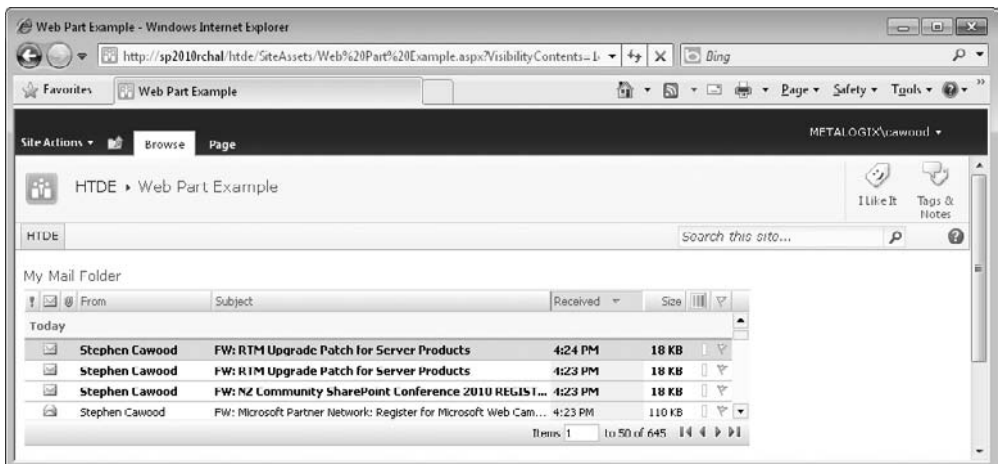 Web Part Example - Windows Internet Explorer
http://sp2010rchal/htde/SiteAssets/Web%20Part%20Example.aspx?VisibilityContents=
Bing
Favorites Web Part Example Page Safety Tools
METALOGIX\cawood
Site Actions Browse Page
HTDE Web Part Example
I Like It Tags & Notes
HTDE Search this site...
My Mail Folder
! From Subject Received Size
Today
Stephen Cawood FW: RTM Upgrade Patch for Server Products 4:24 PM 18 KB
Stephen Cawood FW: RTM Upgrade Patch for Server Products 4:23 PM 18 KB
Stephen Cawood FW: NZ Community SharePoint Conference 2010 REGIST... 4:23 PM 18 KB
Stephen Cawood FW: Microsoft Partner Network: Register for Microsoft Web Cam... 4:23 PM 110 KB
Items 1 to 50 of 645